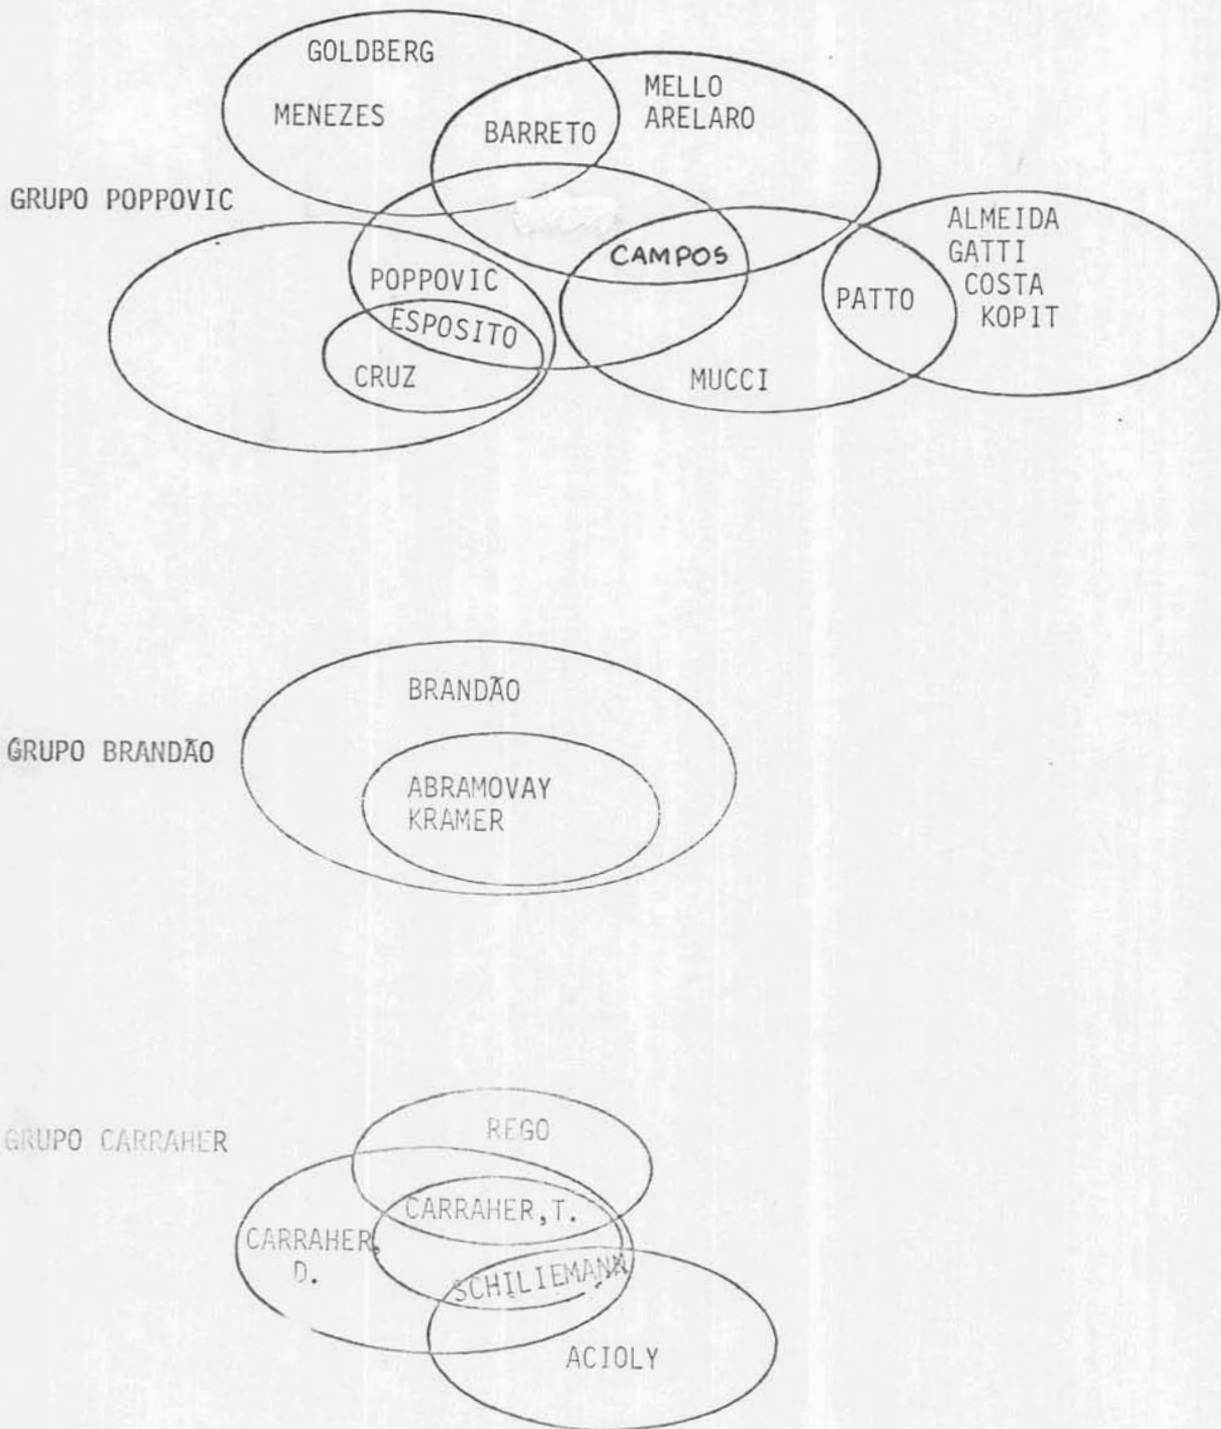 GOLDBERG
MENEZES
BARRETO
MELLO
ARELARO
GRUPO POPPOVIC
CAMPOS
POPPOVIC
ESPOSITO
CRUZ
MUCCI
PATTO
ALMEIDA
GATTI
COSTA
KOPIT
GRUPO BRANDÃO
BRANDÃO
ABRAMOVAY
KRAMER
GRUPO CARRAHER
REGO
CARRAHER,T.
CARRAHER,
D.
SCHILIEMANN
ACIOLY